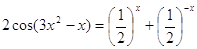 2cos(3x² − x) = (1/2)^x + (1/2)^−x